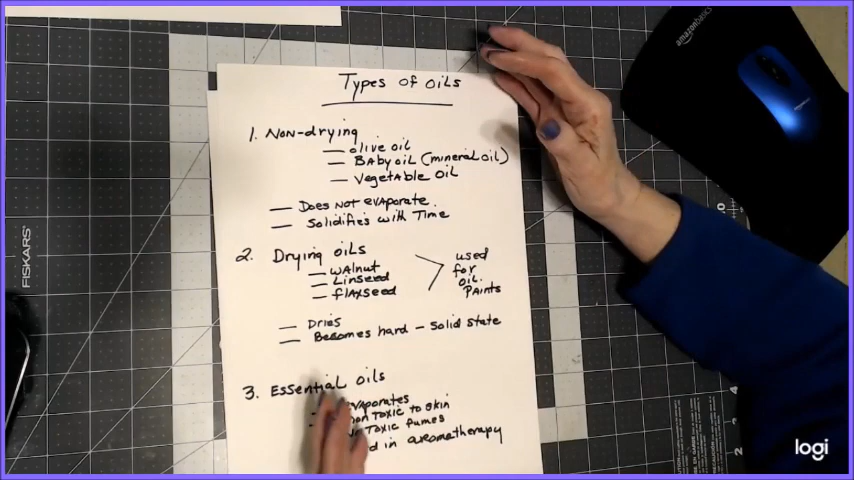 Types of Oils
1. Non-drying
— olive oil
— BABy oil (mineral oil)
— Vegetable Oil
— Does Not evaporate.
— Solidifies with Time
2. Drying oils
— WAlnut
— Linseed
— flAxseed
used
for
oil
PAints
— Dries
— Becomes hard – solid state
3. Essential oils
evaporates
non Toxic to skin
Toxic fumes
in aromatherapy
FISKARS
amazonbasics
logi